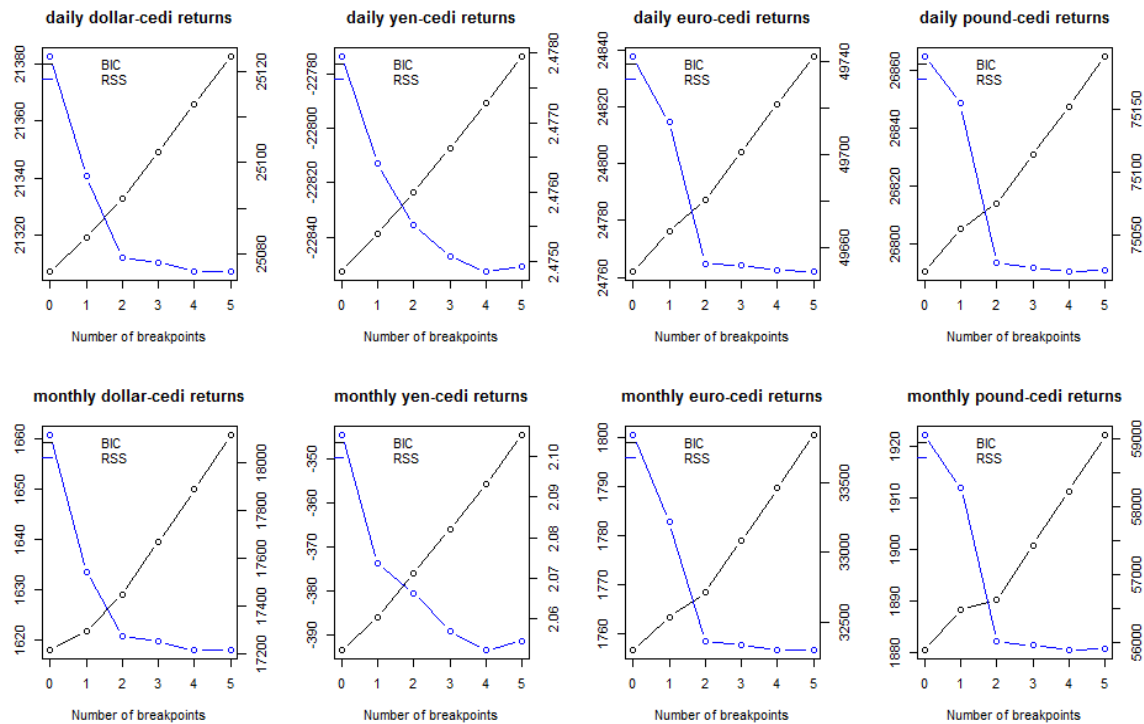 daily dollar-cedi returns
BIC
RSS
21380
21360
21340
21320
25120
25100
25080
0 1 2 3 4 5
Number of breakpoints
daily yen-cedi returns
BIC
RSS
-22780
-22800
-22820
-22840
2.4780
2.4770
2.4760
2.4750
0 1 2 3 4 5
Number of breakpoints
daily euro-cedi returns
BIC
RSS
24840
24820
24800
24780
24760
49740
49700
49660
0 1 2 3 4 5
Number of breakpoints
daily pound-cedi returns
BIC
RSS
26860
26840
26820
26800
75150
75100
75050
0 1 2 3 4 5
Number of breakpoints
monthly dollar-cedi returns
BIC
RSS
1660
1650
1640
1630
1620
18000
17800
17600
17400
17200
0 1 2 3 4 5
Number of breakpoints
monthly yen-cedi returns
BIC
RSS
-350
-360
-370
-380
-390
2.10
2.09
2.08
2.07
2.06
0 1 2 3 4 5
Number of breakpoints
monthly euro-cedi returns
BIC
RSS
1800
1790
1780
1770
1760
33500
33000
32500
0 1 2 3 4 5
Number of breakpoints
monthly pound-cedi returns
BIC
RSS
1920
1910
1900
1890
1880
59000
58000
57000
56000
0 1 2 3 4 5
Number of breakpoints